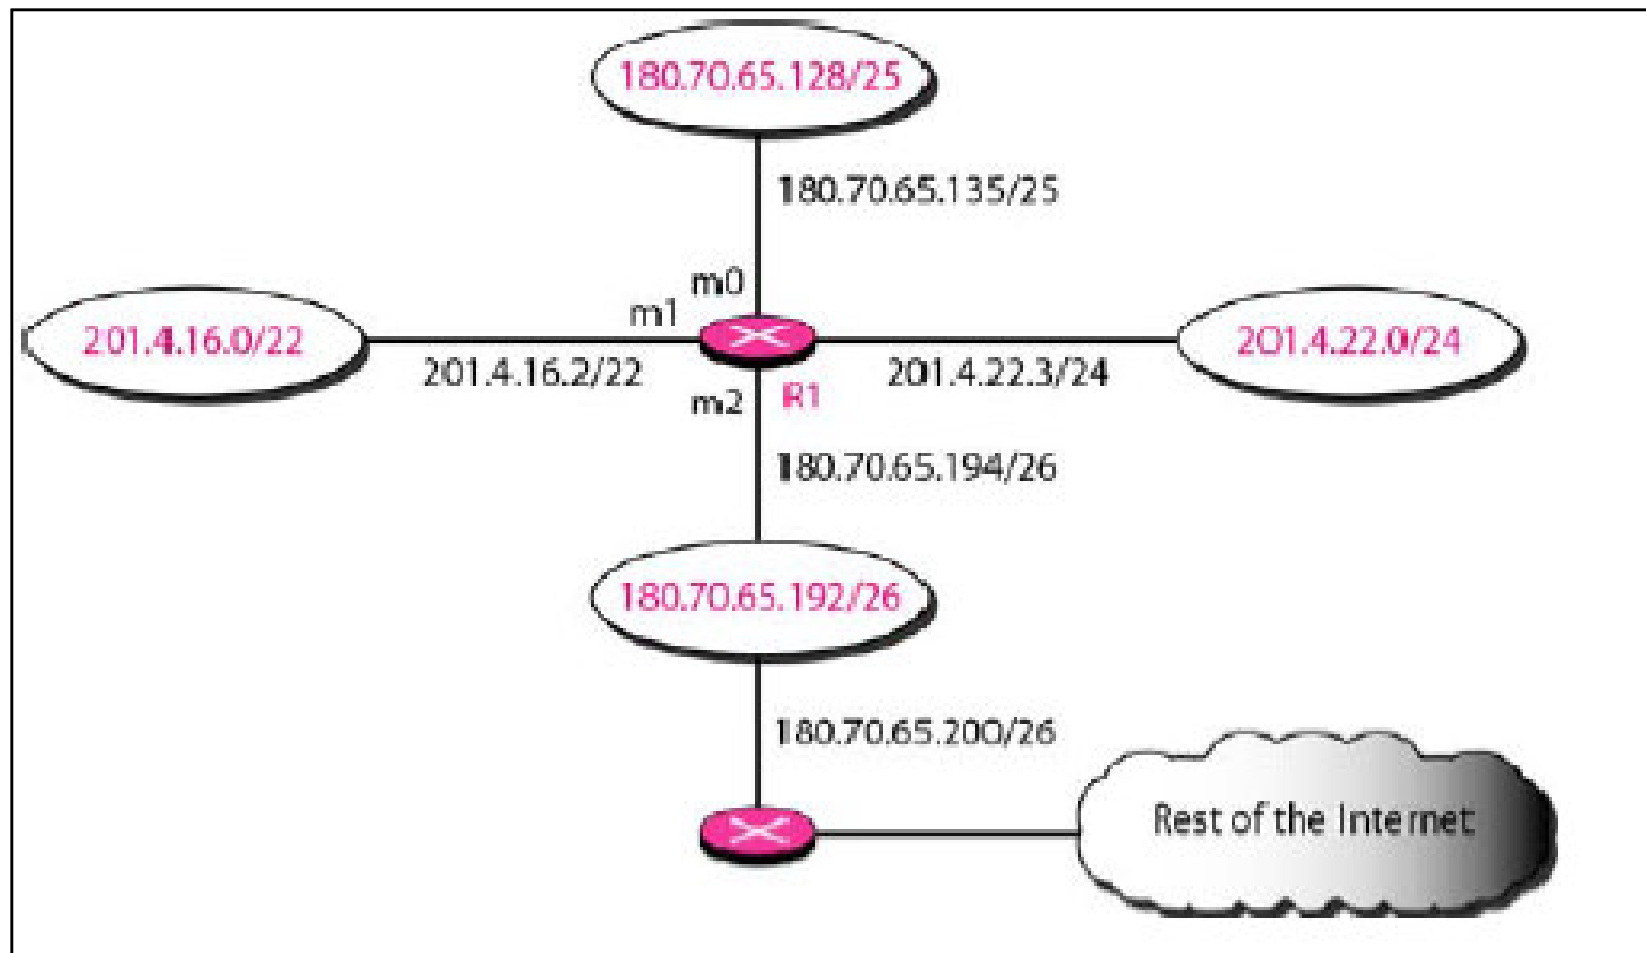 180.70.65.128/25
180.70.65.135/25
m0
m1
201.4.16.0/22
201.4.16.2/22
201.4.22.3/24
201.4.22.0/24
m2
R1
180.70.65.194/26
180.70.65.192/26
180.70.65.200/26
Rest of the Internet